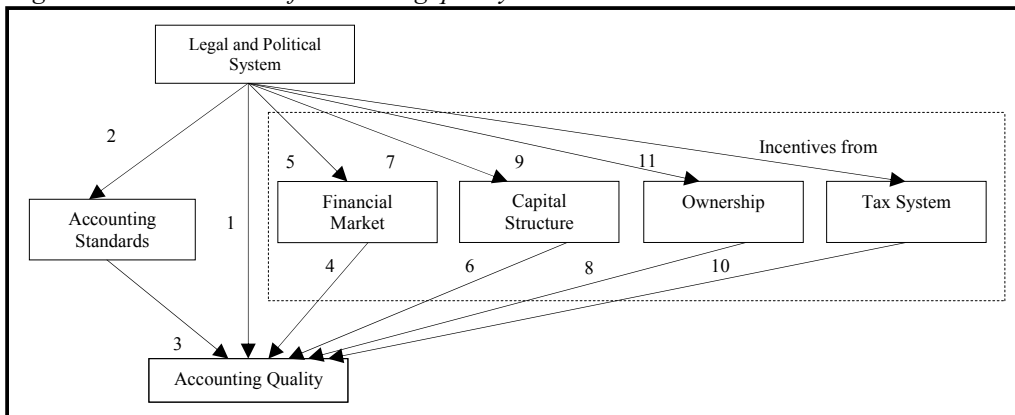 Legal and Political
System
2
Incentives from
5
7
9
11
Financial
Market
Capital
Structure
Ownership
Tax System
Accounting
Standards
1
4
6
8
10
3
Accounting Quality